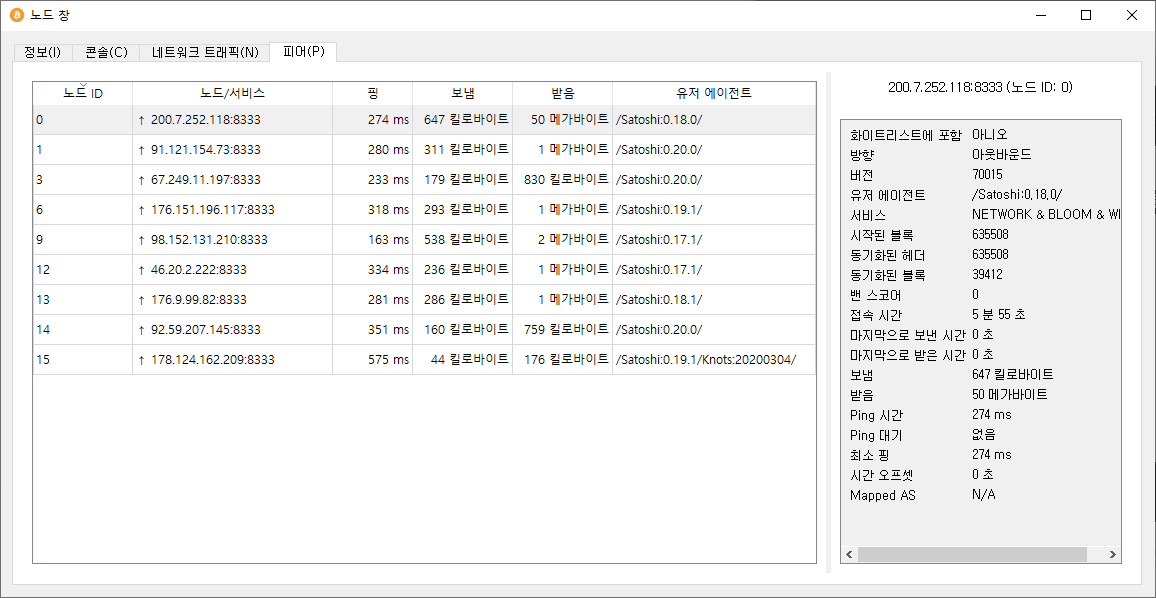 노드 창
정보(I) 콘솔(C) 네트워크 트래픽(N) 피어(P)
노드 ID 노드/서비스 핑 보냄 받음 유저 에이전트
0 ↑ 200.7.252.118:8333 274 ms 647 킬로바이트 50 메가바이트 /Satoshi:0.18.0/
1 ↑ 91.121.154.73:8333 280 ms 311 킬로바이트 1 메가바이트 /Satoshi:0.20.0/
3 ↑ 67.249.11.197:8333 233 ms 179 킬로바이트 830 킬로바이트 /Satoshi:0.20.0/
6 ↑ 176.151.196.117:8333 318 ms 293 킬로바이트 1 메가바이트 /Satoshi:0.19.1/
9 ↑ 98.152.131.210:8333 163 ms 538 킬로바이트 2 메가바이트 /Satoshi:0.17.1/
12 ↑ 46.20.2.222:8333 334 ms 236 킬로바이트 1 메가바이트 /Satoshi:0.17.1/
13 ↑ 176.9.99.82:8333 281 ms 286 킬로바이트 1 메가바이트 /Satoshi:0.18.1/
14 ↑ 92.59.207.145:8333 351 ms 160 킬로바이트 759 킬로바이트 /Satoshi:0.20.0/
15 ↑ 178.124.162.209:8333 575 ms 44 킬로바이트 176 킬로바이트 /Satoshi:0.19.1/Knots:20200304/
200.7.252.118:8333 (노드 ID: 0)
화이트리스트에 포함 아니오
방향 아웃바운드
버전 70015
유저 에이전트 /Satoshi:0.18.0/
서비스 NETWORK & BLOOM & WI
시작된 블록 635508
동기화된 헤더 635508
동기화된 블록 39412
밴 스코어 0
접속 시간 5 분 55 초
마지막으로 보낸 시간 0 초
마지막으로 받은 시간 0 초
보냄 647 킬로바이트
받음 50 메가바이트
Ping 시간 274 ms
Ping 대기 없음
최소 핑 274 ms
시간 오프셋 0 초
Mapped AS N/A